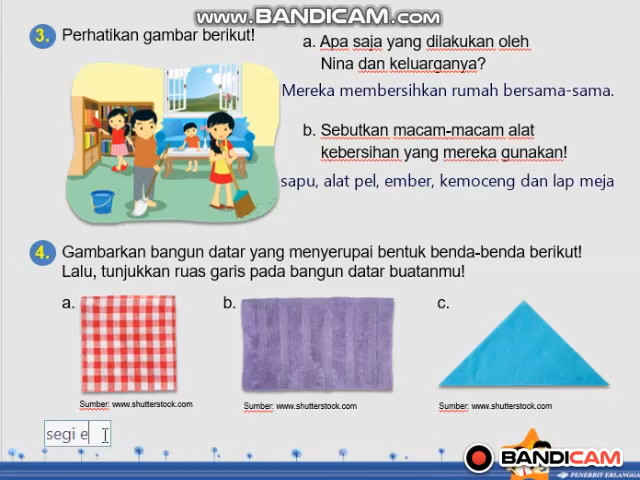 www.BANDICAM.com
3. Perhatikan gambar berikut!
a. Apa saja yang dilakukan oleh
Nina dan keluarganya?
Mereka membersihkan rumah bersama-sama.
b. Sebutkan macam-macam alat
kebersihan yang mereka gunakan!
sapu, alat pel, ember, kemoceng dan lap meja
4. Gambarkan bangun datar yang menyerupai bentuk benda-benda berikut!
Lalu, tunjukkan ruas garis pada bangun datar buatanmu!
a.
b.
c.
Sumber: www.shutterstock.com
Sumber: www.shutterstock.com
Sumber: www.shutterstock.com
segi e
BANDICAM
PENERBIT ERLANGGA